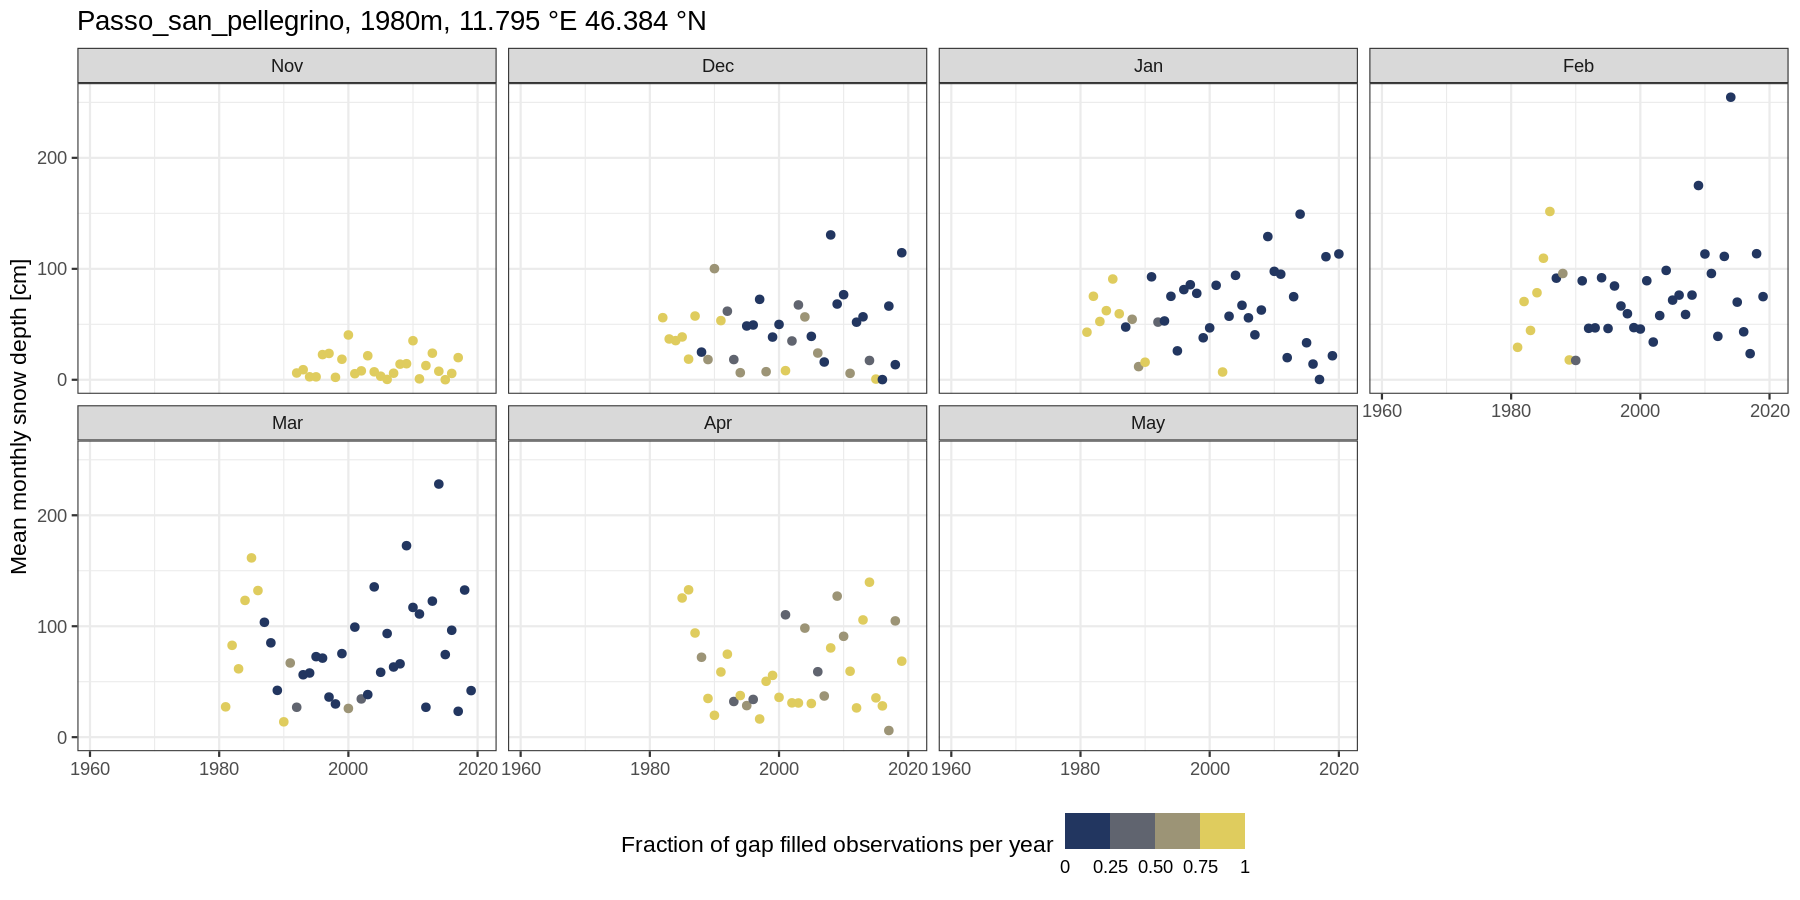 Passo_san_pellegrino, 1980m, 11.795 °E 46.384 °N
Nov
Dec
Jan
Feb
200
100
0
1960 1980 2000 2020
Mar
Apr
May
200
100
0
1960 1980 2000 2020
1960 1980 2000 2020
1960 1980 2000 2020
Mean monthly snow depth [cm]
Fraction of gap filled observations per year
0 0.25 0.50 0.75 1